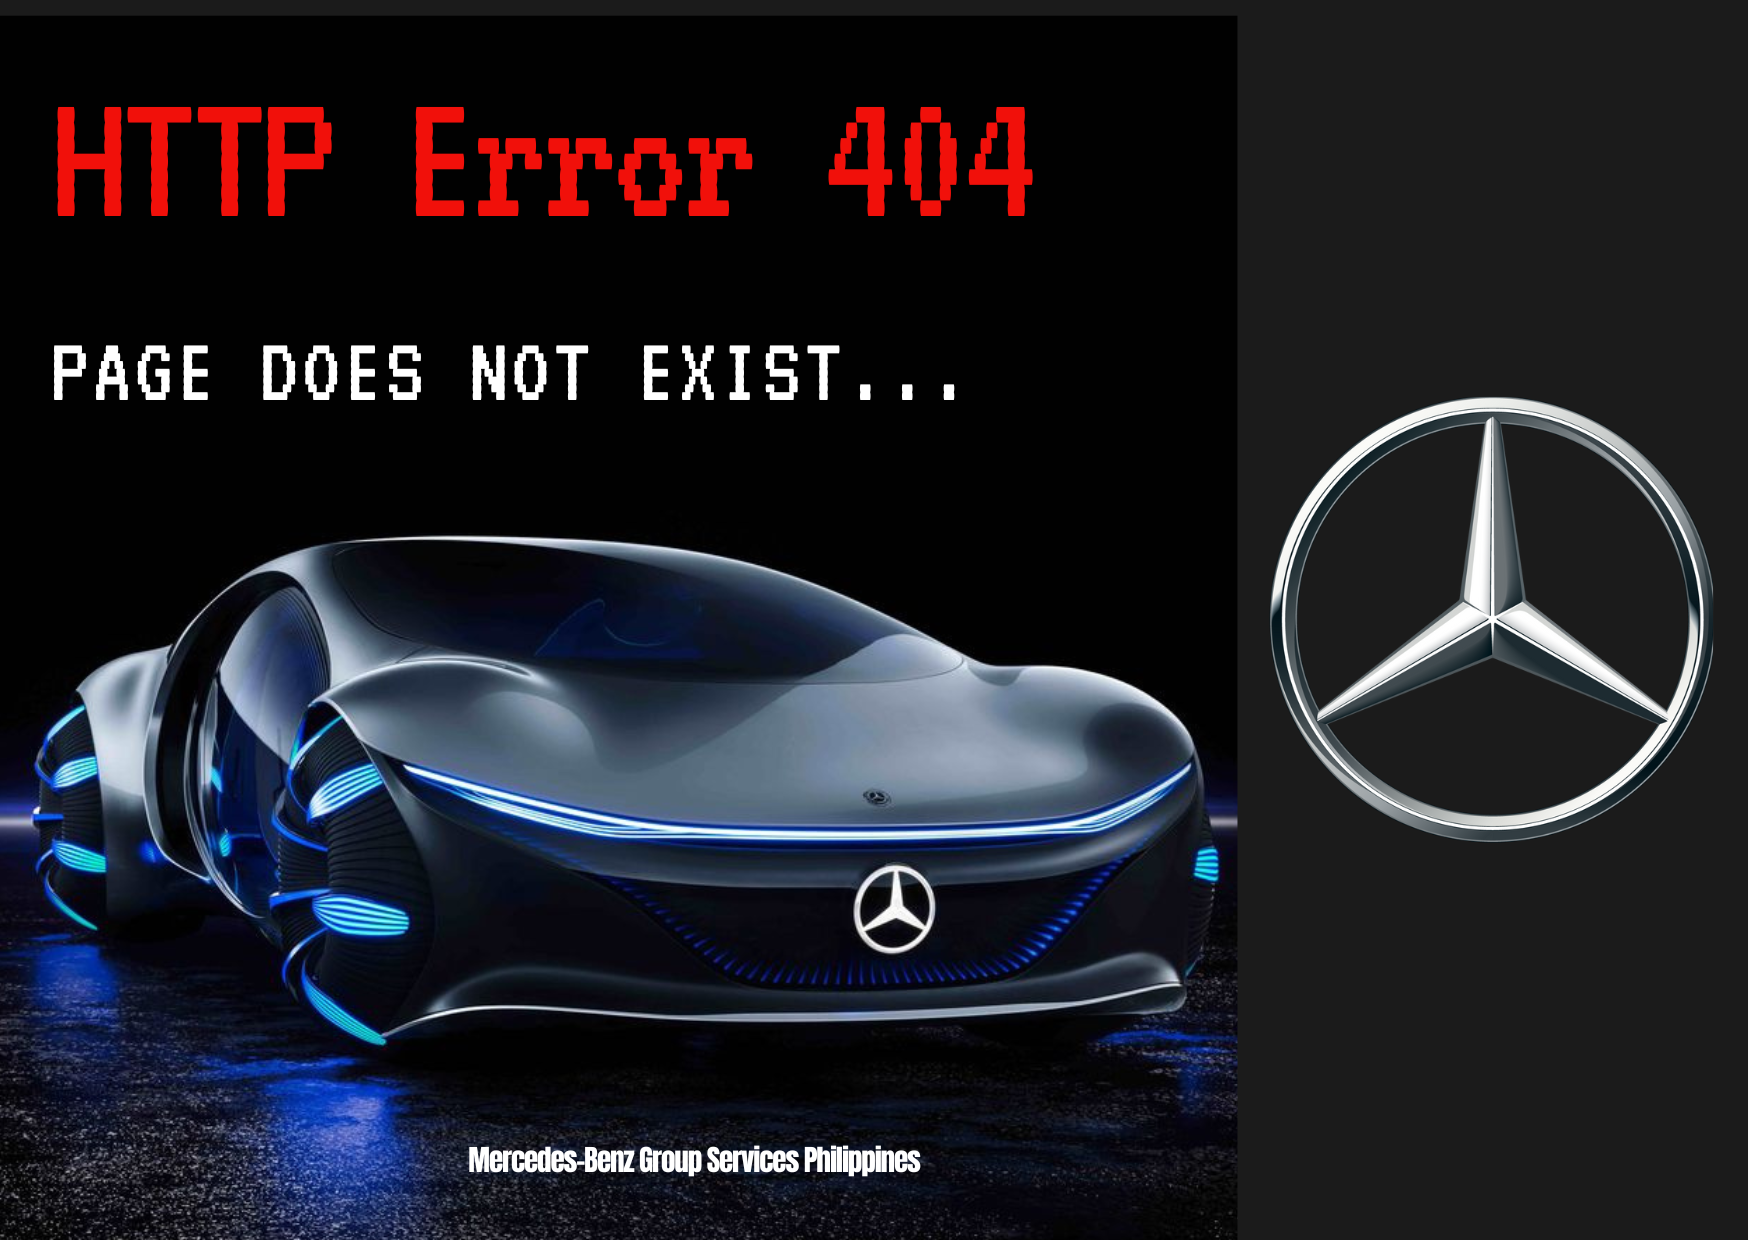 HTTP Error 404
PAGE DOES NOT EXIST...
Mercedes-Benz Group Services Philippines